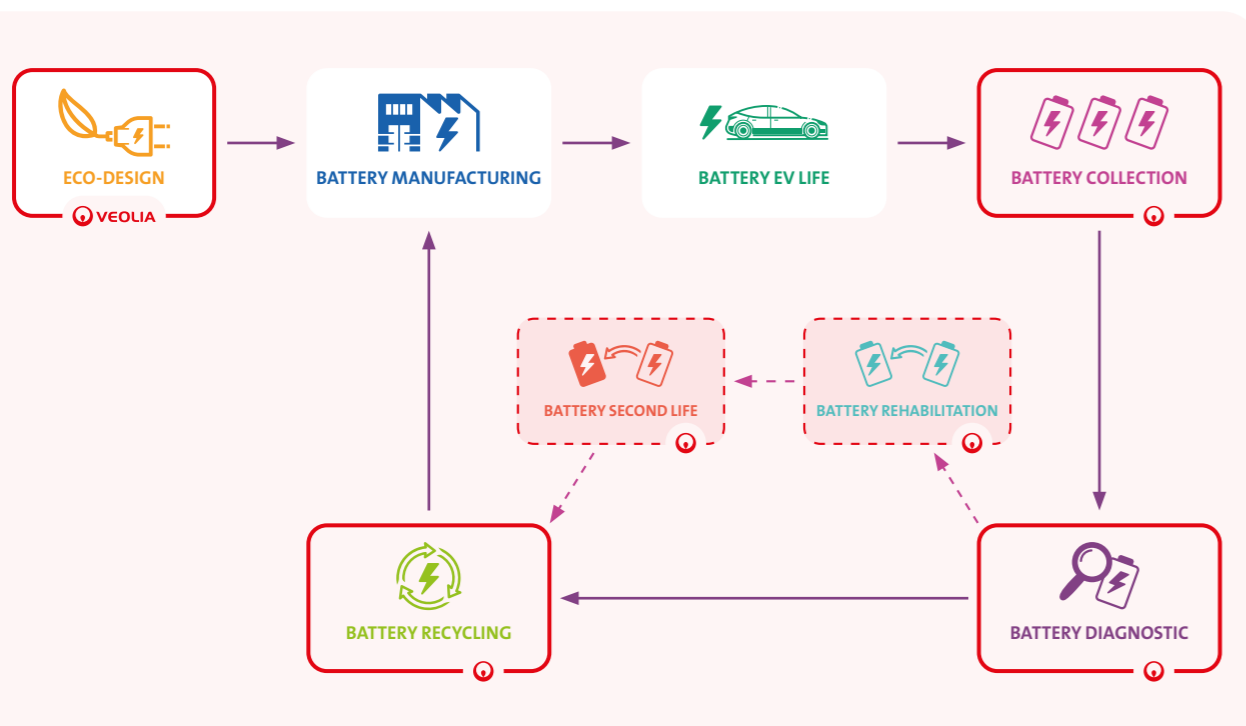 ECO-DESIGN
VEOLIA
BATTERY MANUFACTURING
BATTERY EV LIFE
BATTERY COLLECTION
BATTERY SECOND LIFE
BATTERY REHABILITATION
BATTERY RECYCLING
BATTERY DIAGNOSTIC